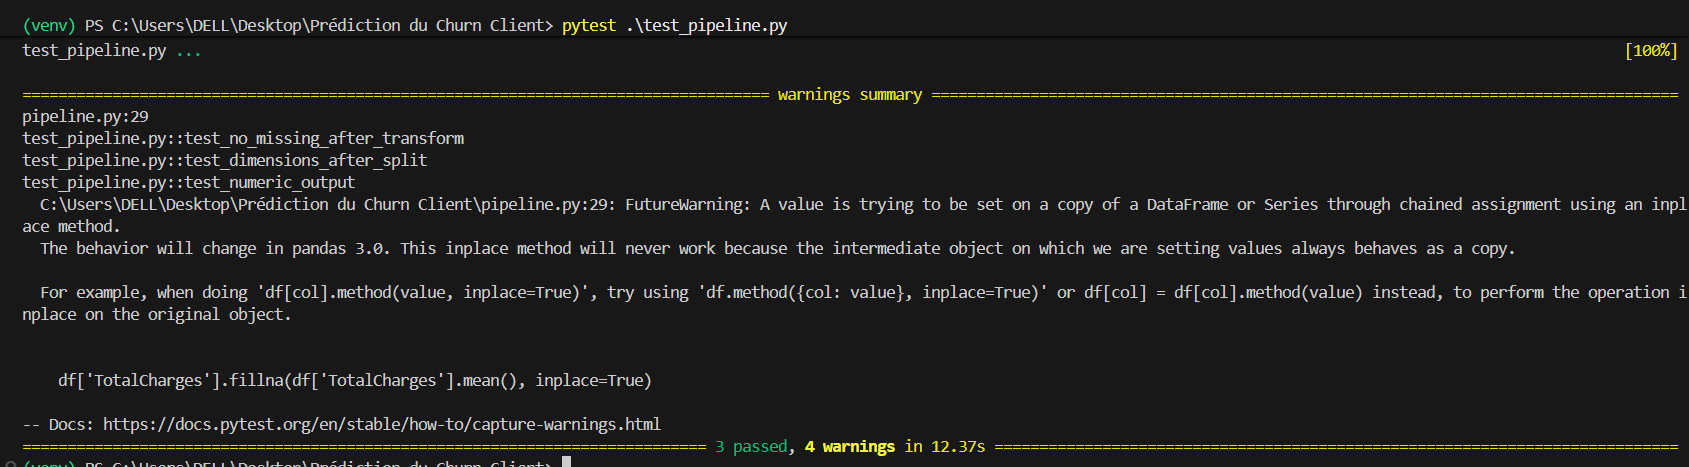 (venv) PS C:\Users\DELL\Desktop\Prédiction du Churn Client> pytest .\test_pipeline.py
test_pipeline.py ... [100%]
=================================================================================== warnings summary ===================================================================================
pipeline.py:29
test_pipeline.py::test_no_missing_after_transform
test_pipeline.py::test_dimensions_after_split
test_pipeline.py::test_numeric_output
  C:\Users\DELL\Desktop\Prédiction du Churn Client\pipeline.py:29: FutureWarning: A value is trying to be set on a copy of a DataFrame or Series through chained assignment using an inpl
ace method.
  The behavior will change in pandas 3.0. This inplace method will never work because the intermediate object on which we are setting values always behaves as a copy.
  For example, when doing 'df[col].method(value, inplace=True)', try using 'df.method({col: value}, inplace=True)' or df[col] = df[col].method(value) instead, to perform the operation i
nplace on the original object.
    df['TotalCharges'].fillna(df['TotalCharges'].mean(), inplace=True)
-- Docs: https://docs.pytest.org/en/stable/how-to/capture-warnings.html
============================================================================ 3 passed, 4 warnings in 12.37s ============================================================================
(venv) PS C:\Users\DELL\Desktop\Prédiction du Churn Client>